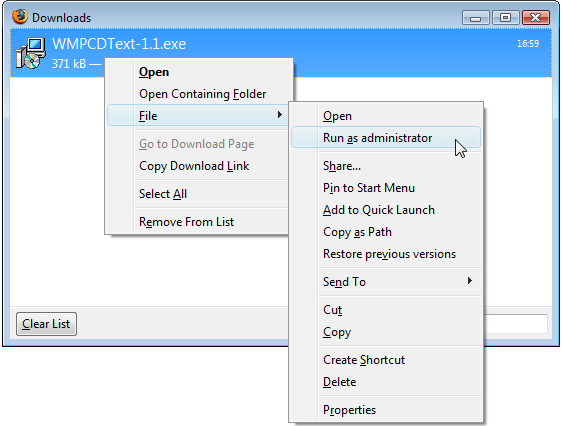 Downloads
WMPCDText-1.1.exe
16:59
371 kB —
Open
Open Containing Folder
File
Go to Download Page
Copy Download Link
Select All
Remove From List
Open
Run as administrator
Share...
Pin to Start Menu
Add to Quick Launch
Copy as Path
Restore previous versions
Send To
Cut
Copy
Create Shortcut
Delete
Properties
Clear List